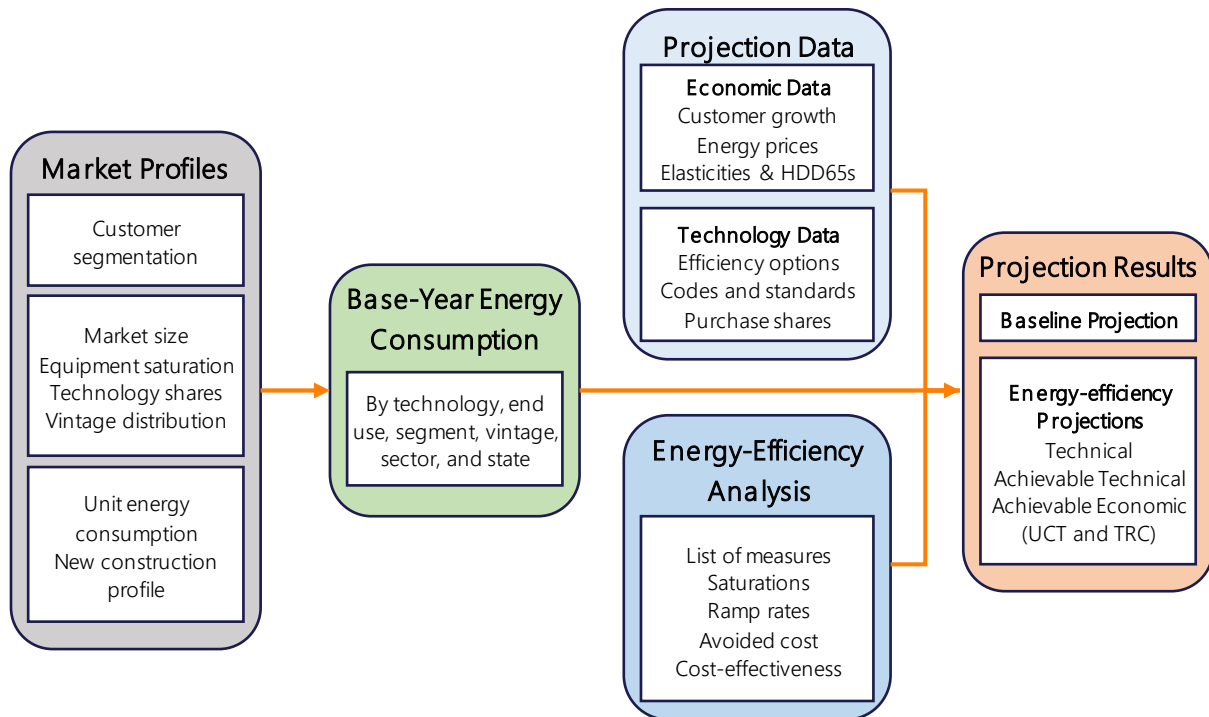 Market Profiles
Customer
segmentation
Market size
Equipment saturation
Technology shares
Vintage distribution
Unit energy
consumption
New construction
profile
Base-Year Energy
Consumption
By technology, end
use, segment, vintage,
sector, and state
Projection Data
Economic Data
Customer growth
Energy prices
Elasticities & HDD65s
Technology Data
Efficiency options
Codes and standards
Purchase shares
Energy-Efficiency
Analysis
List of measures
Saturations
Ramp rates
Avoided cost
Cost-effectiveness
Projection Results
Baseline Projection
Energy-efficiency
Projections
Technical
Achievable Technical
Achievable Economic
(UCT and TRC)